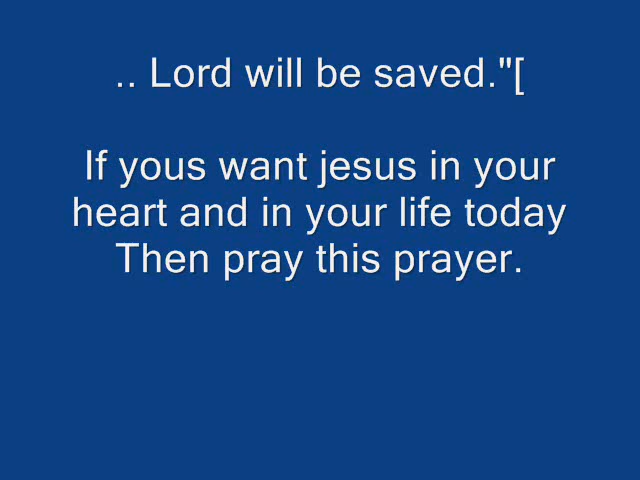 .. Lord will be saved."[
If yous want jesus in your
heart and in your life today
Then pray this prayer.